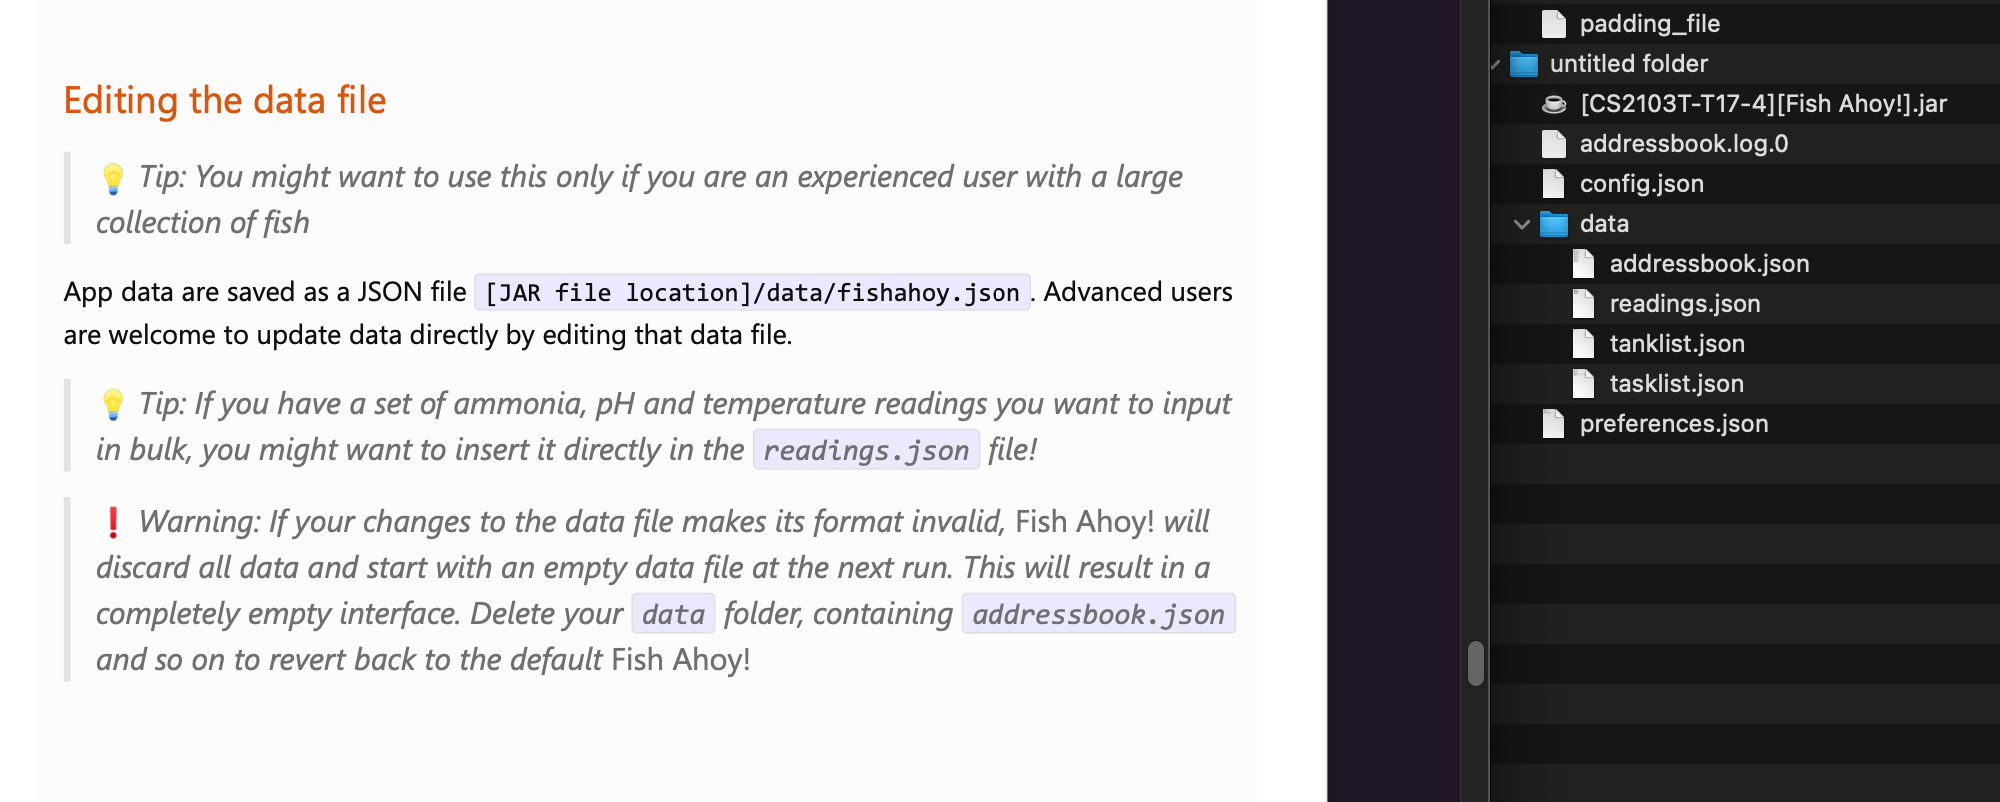 Editing the data file
💡 Tip: You might want to use this only if you are an experienced user with a large
collection of fish
App data are saved as a JSON file [JAR file location]/data/fishahoy.json . Advanced users
are welcome to update data directly by editing that data file.
💡 Tip: If you have a set of ammonia, pH and temperature readings you want to input
in bulk, you might want to insert it directly in the readings.json file!
❗ Warning: If your changes to the data file makes its format invalid, Fish Ahoy! will
discard all data and start with an empty data file at the next run. This will result in a
completely empty interface. Delete your data folder, containing addressbook.json
and so on to revert back to the default Fish Ahoy!
padding_file
untitled folder
[CS2103T-T17-4][Fish Ahoy!].jar
addressbook.log.0
config.json
data
addressbook.json
readings.json
tanklist.json
tasklist.json
preferences.json